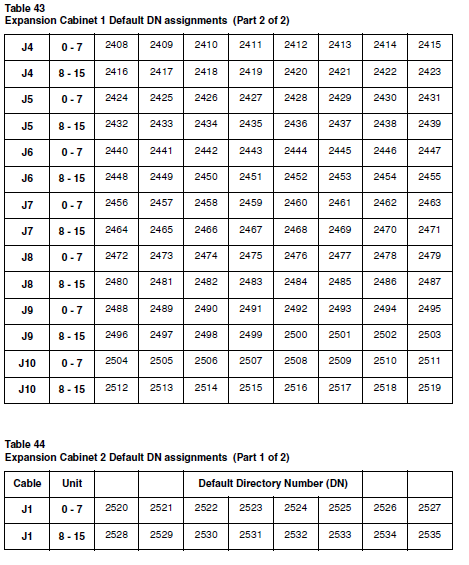 Table 43
Expansion Cabinet 1 Default DN assignments (Part 2 of 2)
J4 0 - 7 2408 2409 2410 2411 2412 2413 2414 2415
J4 8 - 15 2416 2417 2418 2419 2420 2421 2422 2423
J5 0 - 7 2424 2425 2426 2427 2428 2429 2430 2431
J5 8 - 15 2432 2433 2434 2435 2436 2437 2438 2439
J6 0 - 7 2440 2441 2442 2443 2444 2445 2446 2447
J6 8 - 15 2448 2449 2450 2451 2452 2453 2454 2455
J7 0 - 7 2456 2457 2458 2459 2460 2461 2462 2463
J7 8 - 15 2464 2465 2466 2467 2468 2469 2470 2471
J8 0 - 7 2472 2473 2474 2475 2476 2477 2478 2479
J8 8 - 15 2480 2481 2482 2483 2484 2485 2486 2487
J9 0 - 7 2488 2489 2490 2491 2492 2493 2494 2495
J9 8 - 15 2496 2497 2498 2499 2500 2501 2502 2503
J10 0 - 7 2504 2505 2506 2507 2508 2509 2510 2511
J10 8 - 15 2512 2513 2514 2515 2516 2517 2518 2519
Table 44
Expansion Cabinet 2 Default DN assignments (Part 1 of 2)
Cable Unit Default Directory Number (DN)
J1 0 - 7 2520 2521 2522 2523 2524 2525 2526 2527
J1 8 - 15 2528 2529 2530 2531 2532 2533 2534 2535